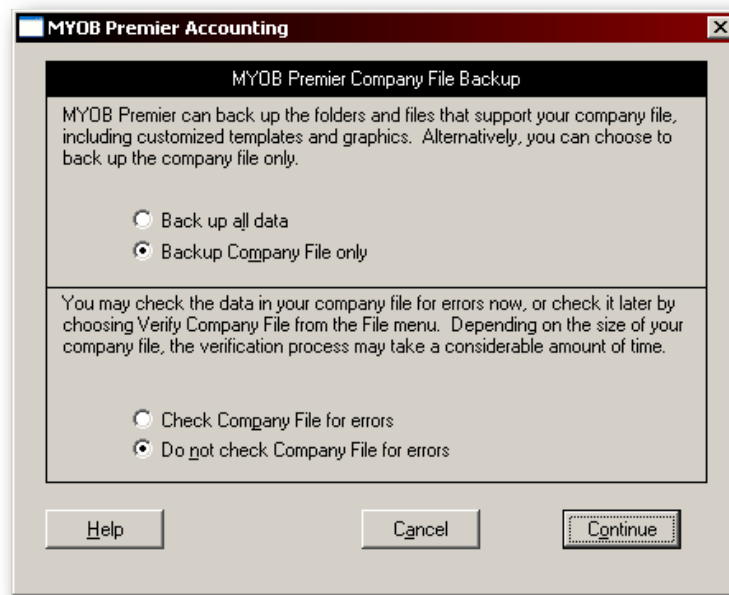 MYOB Premier Accounting
MYOB Premier Company File Backup
MYOB Premier can back up the folders and files that support your company file,
including customized templates and graphics. Alternatively, you can choose to
back up the company file only.
Back up all data
Backup Company File only
You may check the data in your company file for errors now, or check it later by
choosing Verify Company File from the File menu. Depending on the size of your
company file, the verification process may take a considerable amount of time.
Check Company File for errors
Do not check Company File for errors
Help
Cancel
Continue